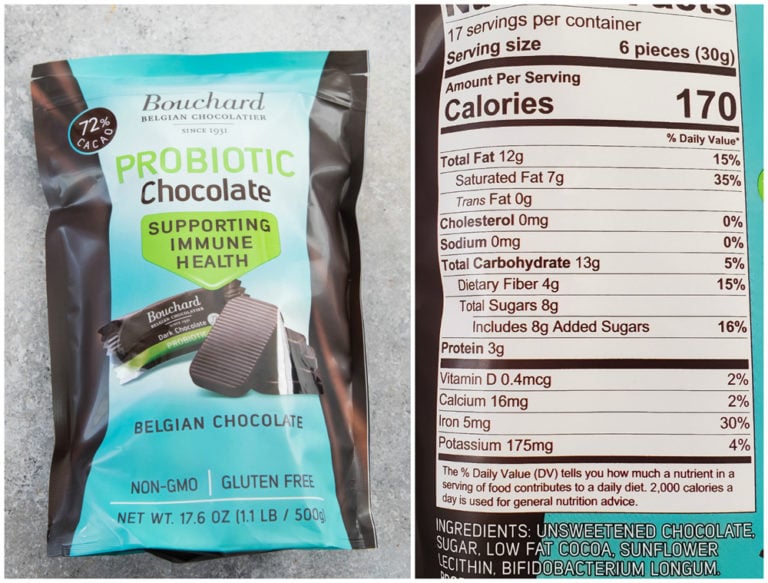 Bouchard
BELGIAN CHOCOLATIER
SINCE 1931
72%
CACAO
PROBIOTIC
Chocolate
SUPPORTING
IMMUNE
HEALTH
Bouchard
BELGIAN CHOCOLATIER
SINCE 1931
Dark Chocolate
PROBIOTIC
BELGIAN CHOCOLATE
NON-GMO | GLUTEN FREE
NET WT. 17.6 OZ (1.1 LB / 500g)
17 servings per container
Serving size 6 pieces (30g)
Amount Per Serving
Calories 170
% Daily Value*
Total Fat 12g 15%
Saturated Fat 7g 35%
Trans Fat 0g
Cholesterol 0mg 0%
Sodium 0mg 0%
Total Carbohydrate 13g 5%
Dietary Fiber 4g 15%
Total Sugars 8g
Includes 8g Added Sugars 16%
Protein 3g
Vitamin D 0.4mcg 2%
Calcium 16mg 2%
Iron 5mg 30%
Potassium 175mg 4%
The % Daily Value (DV) tells you how much a nutrient in a
serving of food contributes to a daily diet. 2,000 calories a
day is used for general nutrition advice.
INGREDIENTS: UNSWEETENED CHOCOLATE,
SUGAR, LOW FAT COCOA, SUNFLOWER
LECITHIN, BIFIDOBACTERIUM LONGUM.